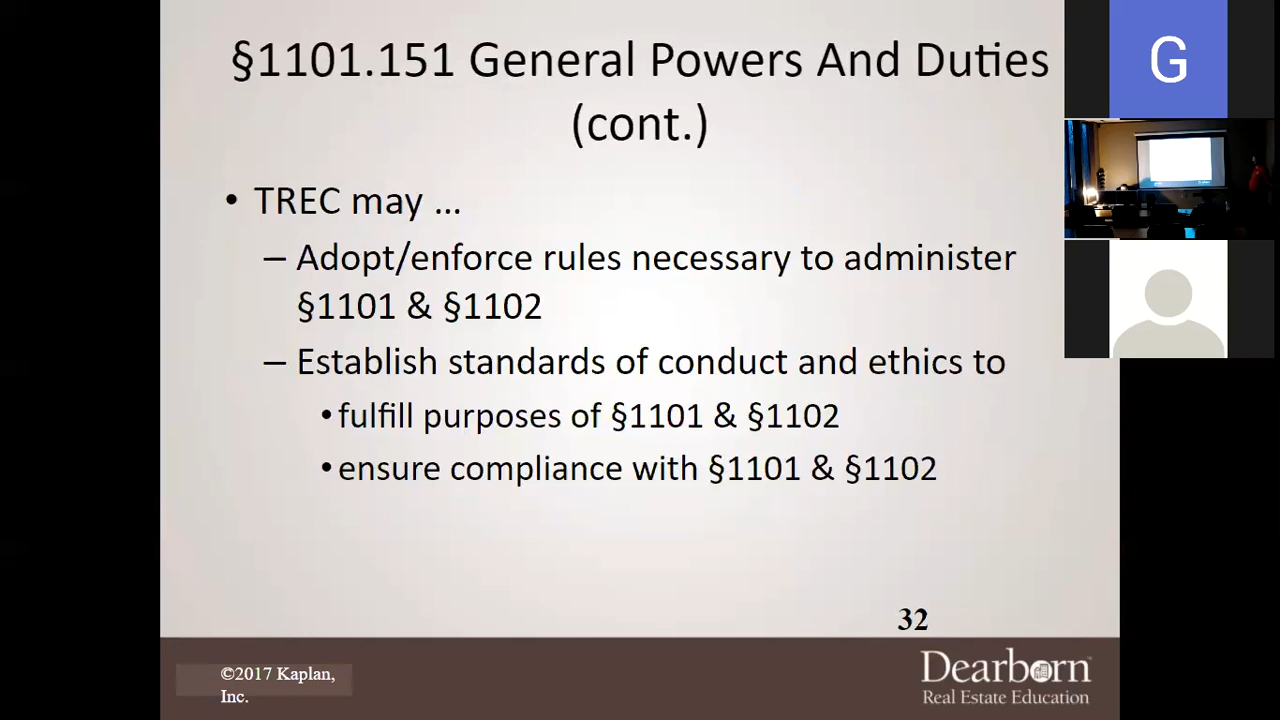 §1101.151 General Powers And Duties
(cont.)
• TREC may ...
– Adopt/enforce rules necessary to administer
§1101 & §1102
– Establish standards of conduct and ethics to
• fulfill purposes of §1101 & §1102
• ensure compliance with §1101 & §1102
32
©2017 Kaplan,
Inc.
Dearborn
Real Estate Education
G